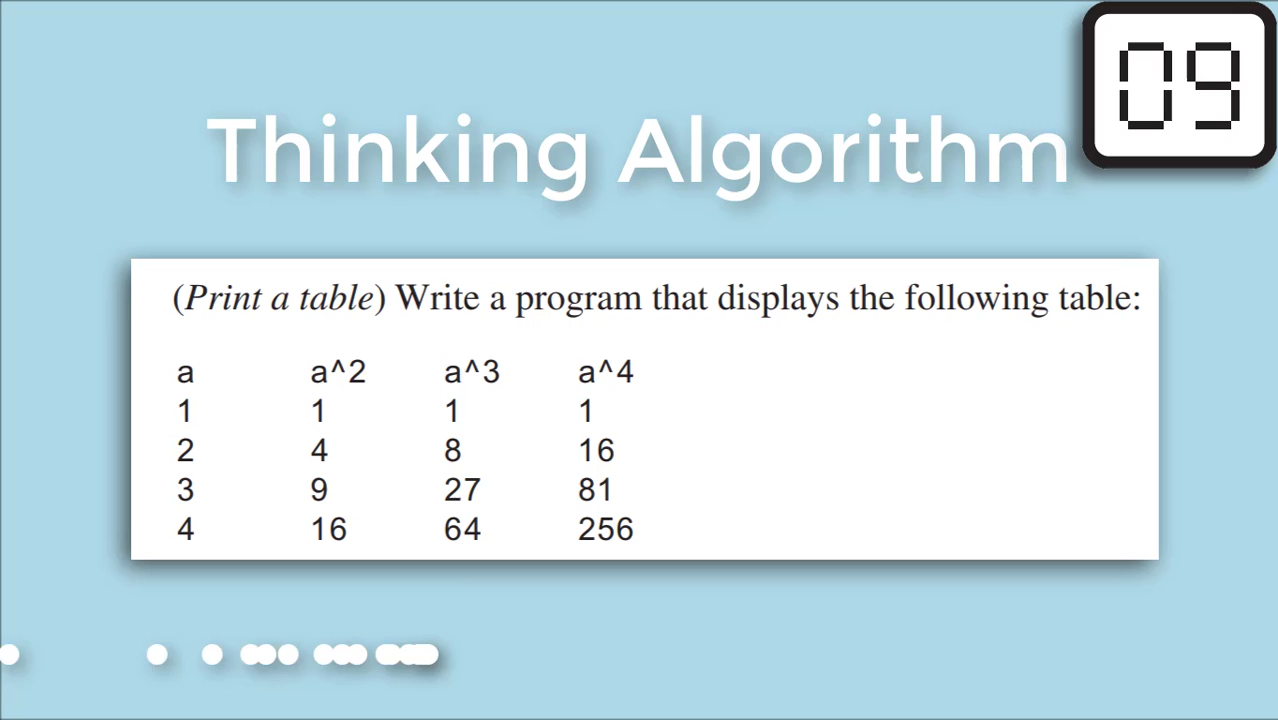 09
Thinking Algorithm
(Print a table) Write a program that displays the following table:
a a^2 a^3 a^4
1 1 1 1
2 4 8 16
3 9 27 81
4 16 64 256